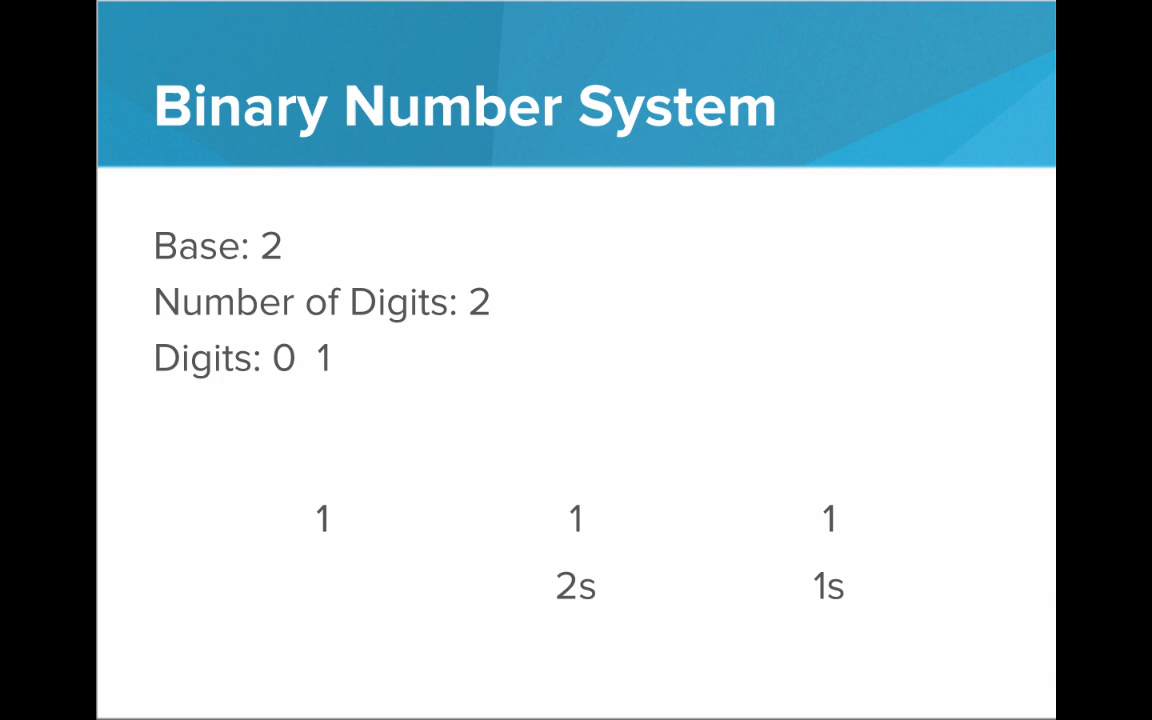 Binary Number System
Base: 2
Number of Digits: 2
Digits: 0 1
1 1 1
2s 1s